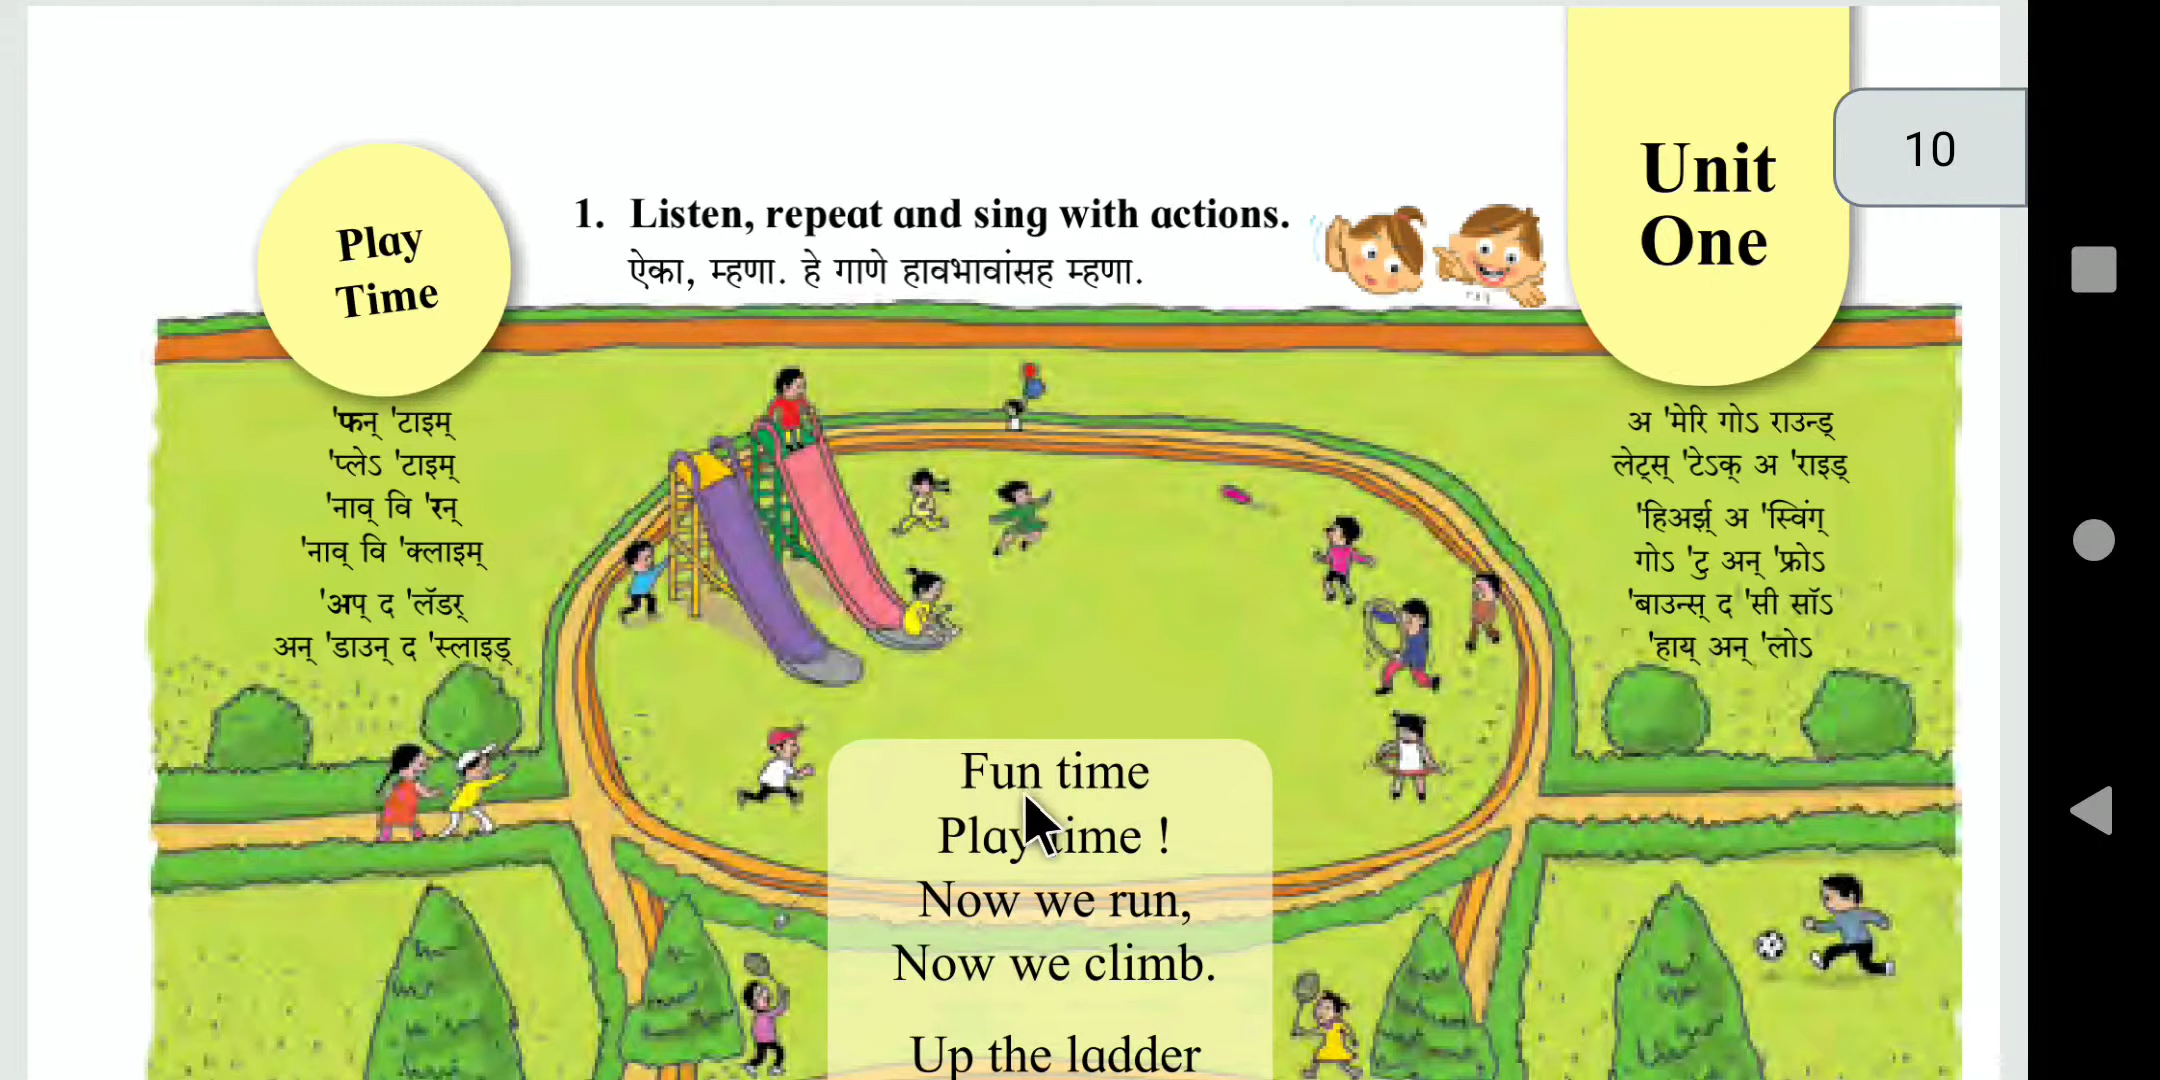 Unit
One
10
Play
Time
1. Listen, repeat and sing with actions.
ऐका, म्हणा. हे गाणे हावभावांसह म्हणा.
'फन् 'टाइम्
'प्लेऽ 'टाइम्
'नाव् वि 'रन्
'नाव् वि 'क्लाइम्
'अप् द 'लॅडर्
अन् 'डाउन् द 'स्लाइड्
अ 'मेरि गोऽ राउन्ड्
लेट्स् 'टेऽक् अ 'राइड्
'हिअर्झ् अ 'स्विंग्
गोऽ 'टु अन् 'फ्रोऽ
'बाउन्स् द 'सी सॉऽ
'हाय् अन् 'लोऽ
Fun time
Play time !
Now we run,
Now we climb.
Up the ladder